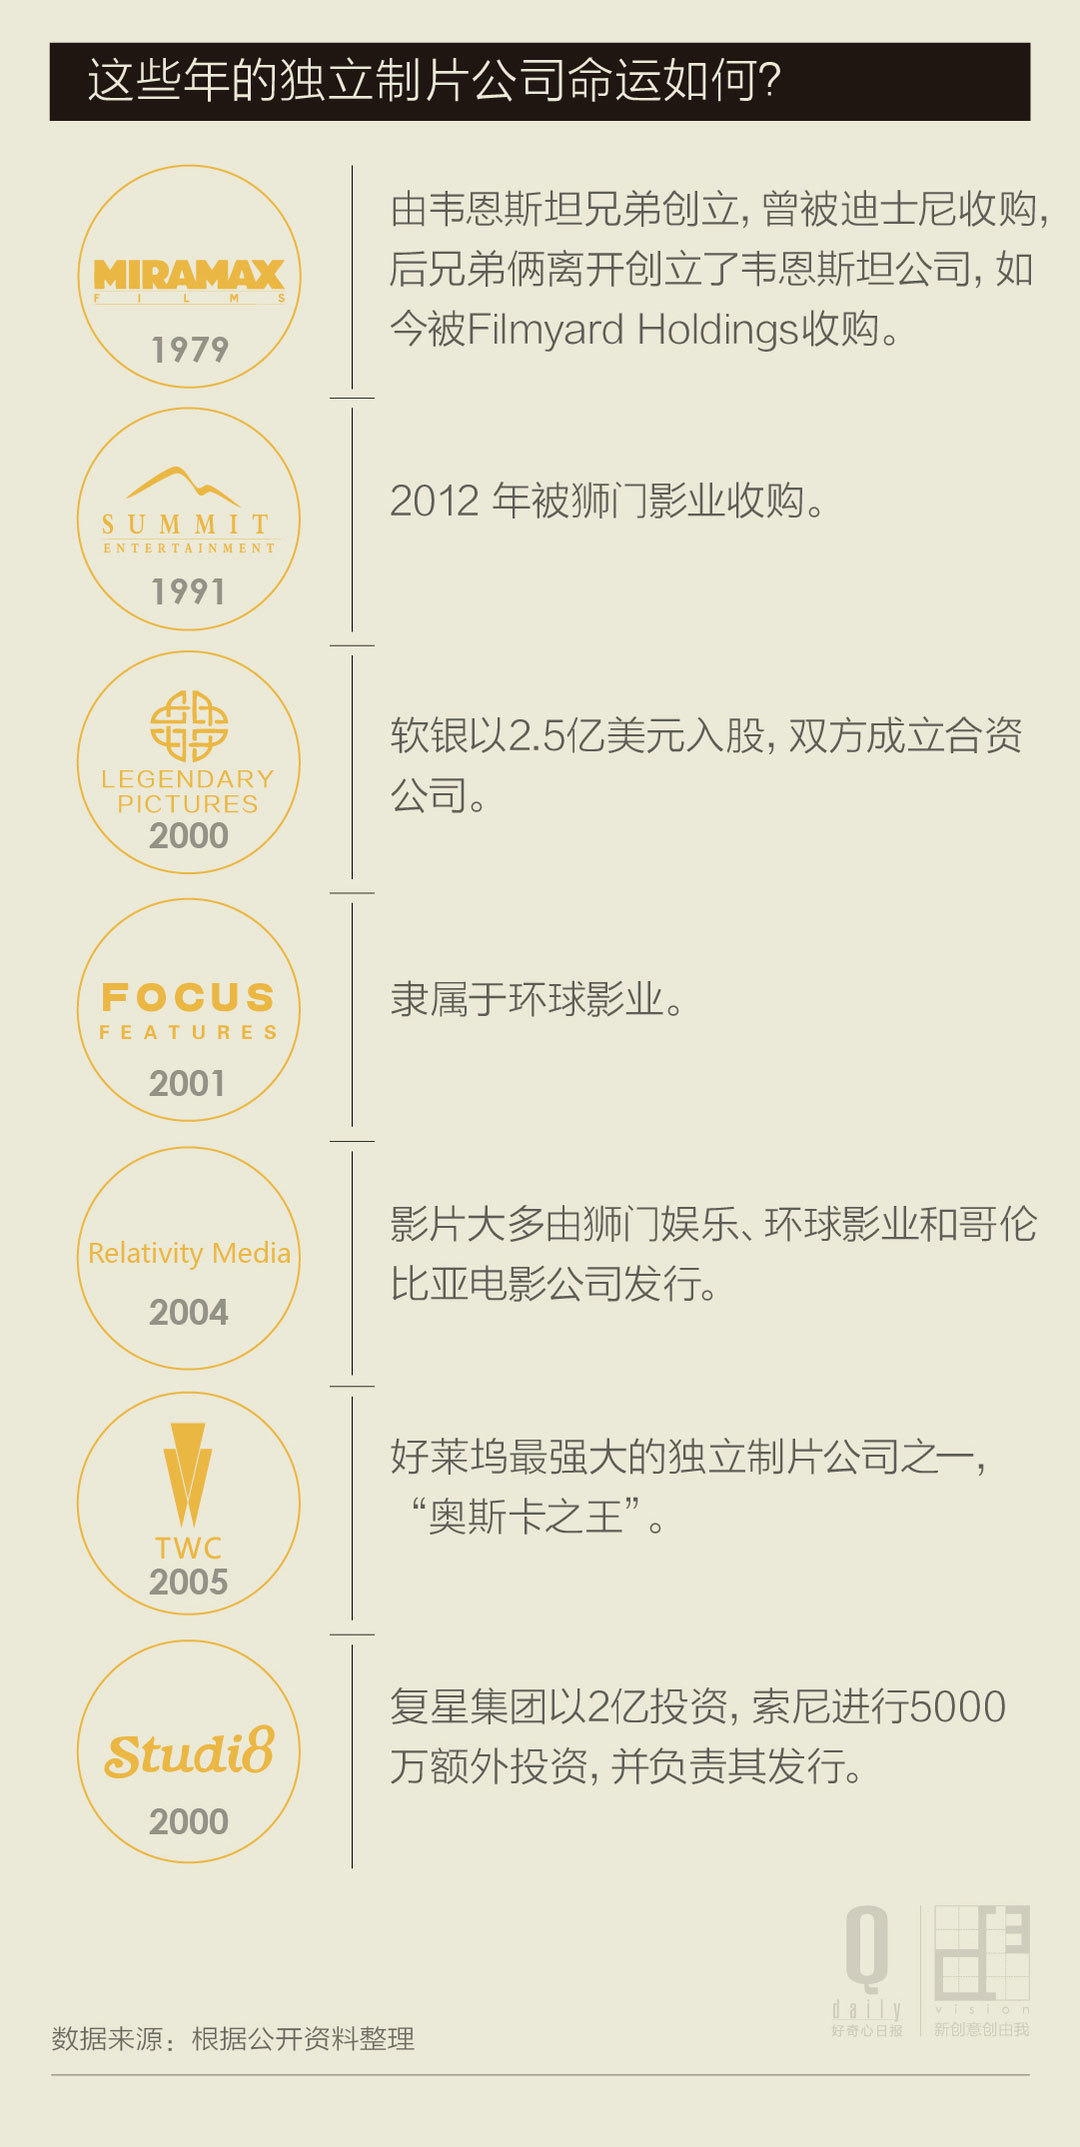 这些年的独立制片公司命运如何？
MIRAMAX
FILMS
1979
由韦恩斯坦兄弟创立，曾被迪士尼收购，
后兄弟俩离开创立了韦恩斯坦公司，如
今被Filmyard Holdings收购。
SUMMIT
ENTERTAINMENT
1991
2012 年被狮门影业收购。
LEGENDARY
PICTURES
2000
软银以2.5亿美元入股，双方成立合资
公司。
FOCUS
FEATURES
2001
隶属于环球影业。
Relativity Media
2004
影片大多由狮门娱乐、环球影业和哥伦
比亚电影公司发行。
TWC
2005
好莱坞最强大的独立制片公司之一，
“奥斯卡之王”。
Studi8
2000
复星集团以2亿投资，索尼进行5000
万额外投资，并负责其发行。
Q
daily
好奇心日报
vision
新创意创由我
数据来源：根据公开资料整理